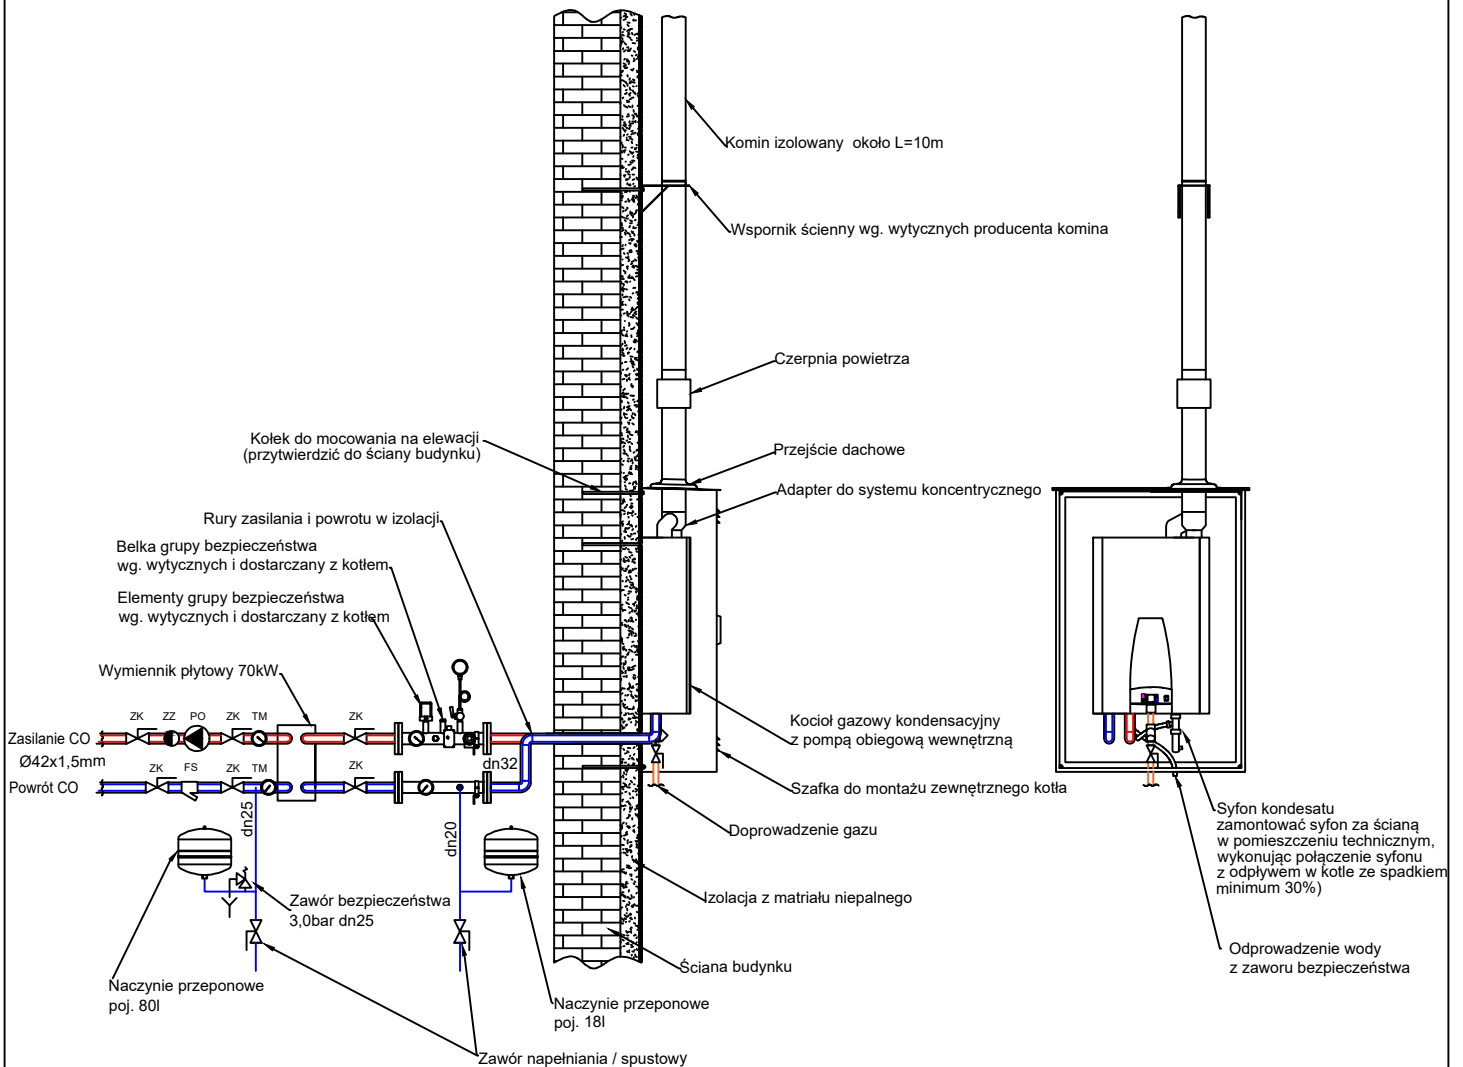 Komin izolowany około L=10m
Wspornik ścienny wg. wytycznych producenta komina
Czerpnia powietrza
Kołek do mocowania na elewacji
(przytwierdzić do ściany budynku)
Przejście dachowe
Adapter do systemu koncentrycznego
Rury zasilania i powrotu w izolacji
Belka grupy bezpieczeństwa
wg. wytycznych i dostarczany z kotłem
Elementy grupy bezpieczeństwa
wg. wytycznych i dostarczany z kotłem
Wymiennik płytowy 70kW
ZK ZZ PO ZK TM ZK
Zasilanie CO
Ø42x1,5mm
dn32
ZK FS ZK TM ZK
Powrót CO
Kocioł gazowy kondensacyjny
z pompą obiegową wewnętrzną
Szafka do montażu zewnętrznego kotła
Doprowadzenie gazu
dn25
dn20
Syfon kondesatu
zamontować syfon za ścianą
w pomieszczeniu technicznym,
wykonując połączenie syfonu
z odpływem w kotle ze spadkiem
minimum 30%)
Izolacja z matriału niepalnego
Zawór bezpieczeństwa
3,0bar dn25
Odprowadzenie wody
z zaworu bezpieczeństwa
Ściana budynku
Naczynie przeponowe
poj. 80l
Naczynie przeponowe
poj. 18l
Zawór napełniania / spustowy